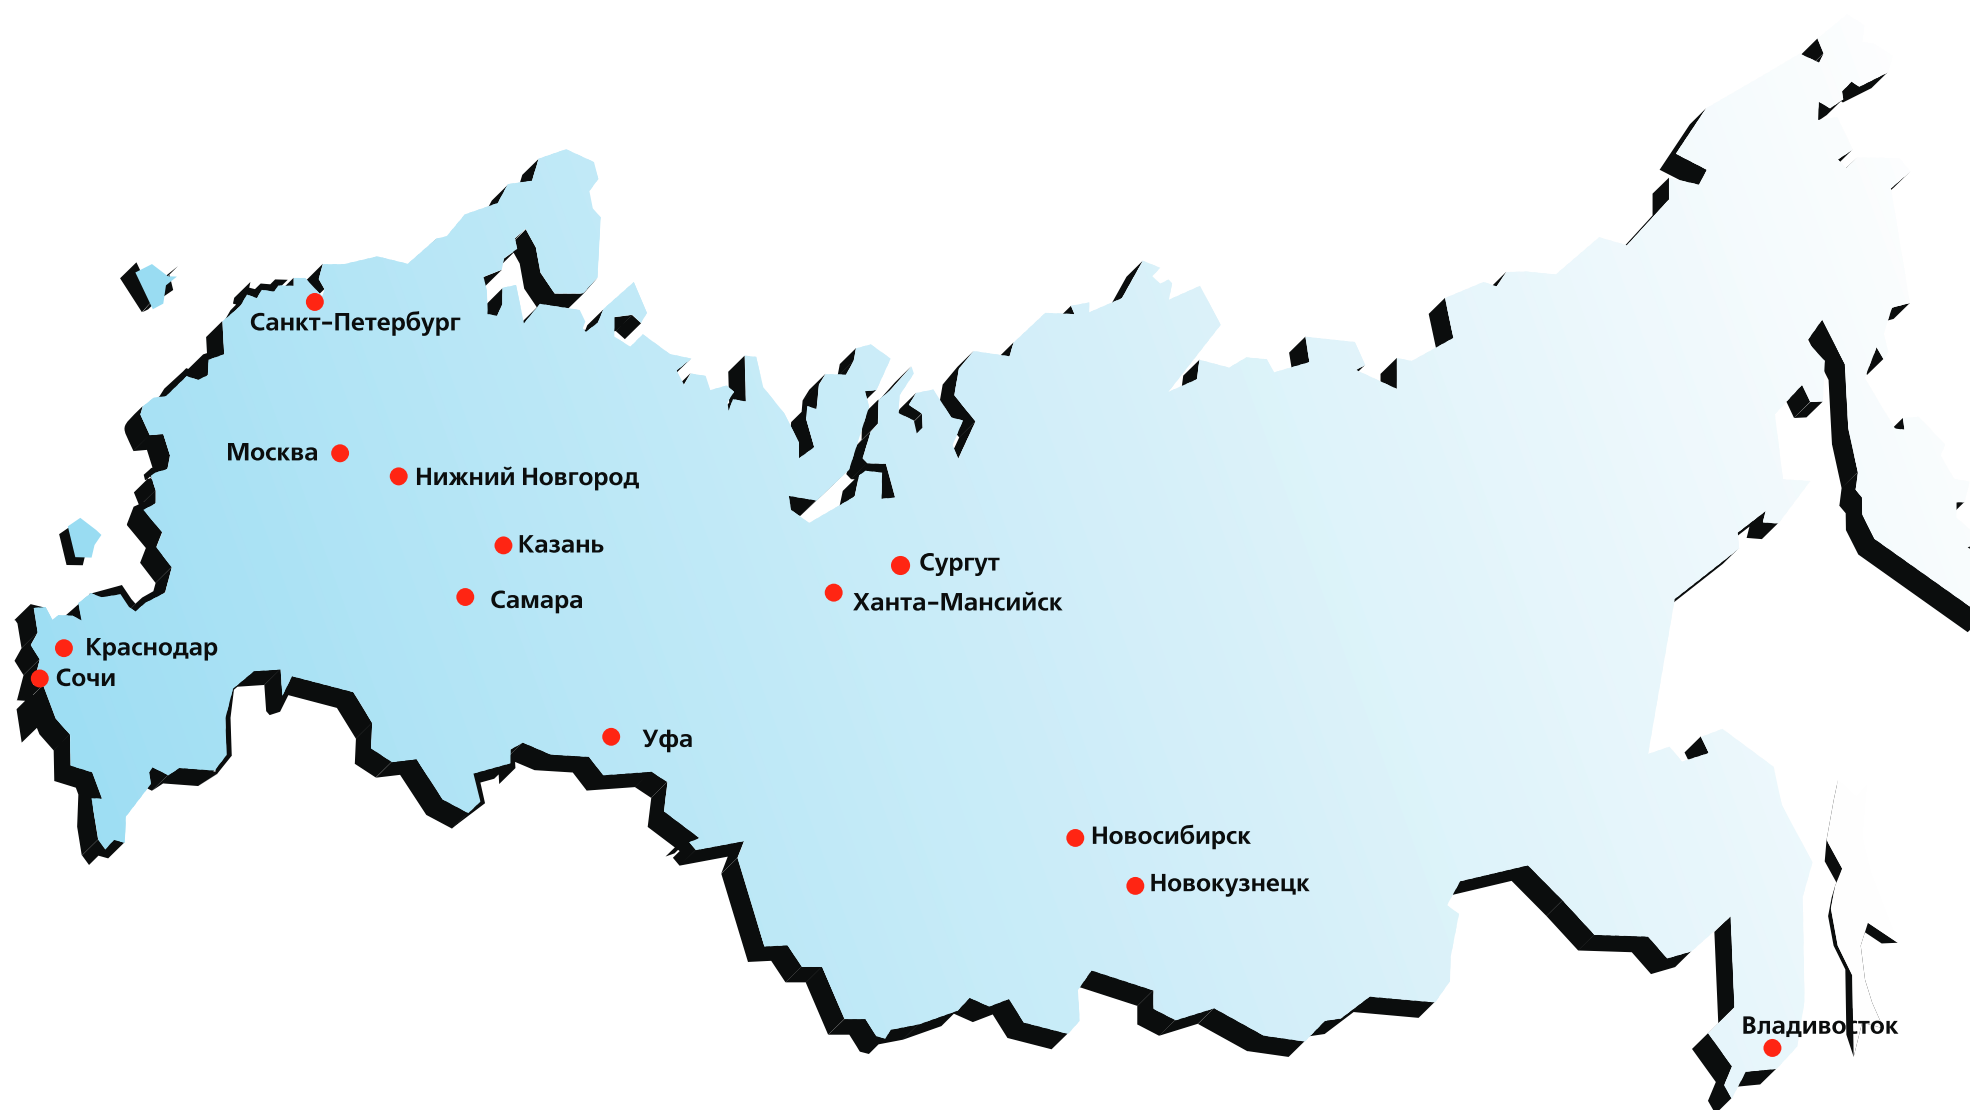 Санкт-Петербург
Москва
Нижний Новгород
Казань
Сургут
Самара
Ханта-Мансийск
Краснодар
Сочи
Уфа
Новосибирск
Новокузнецк
Владивосток